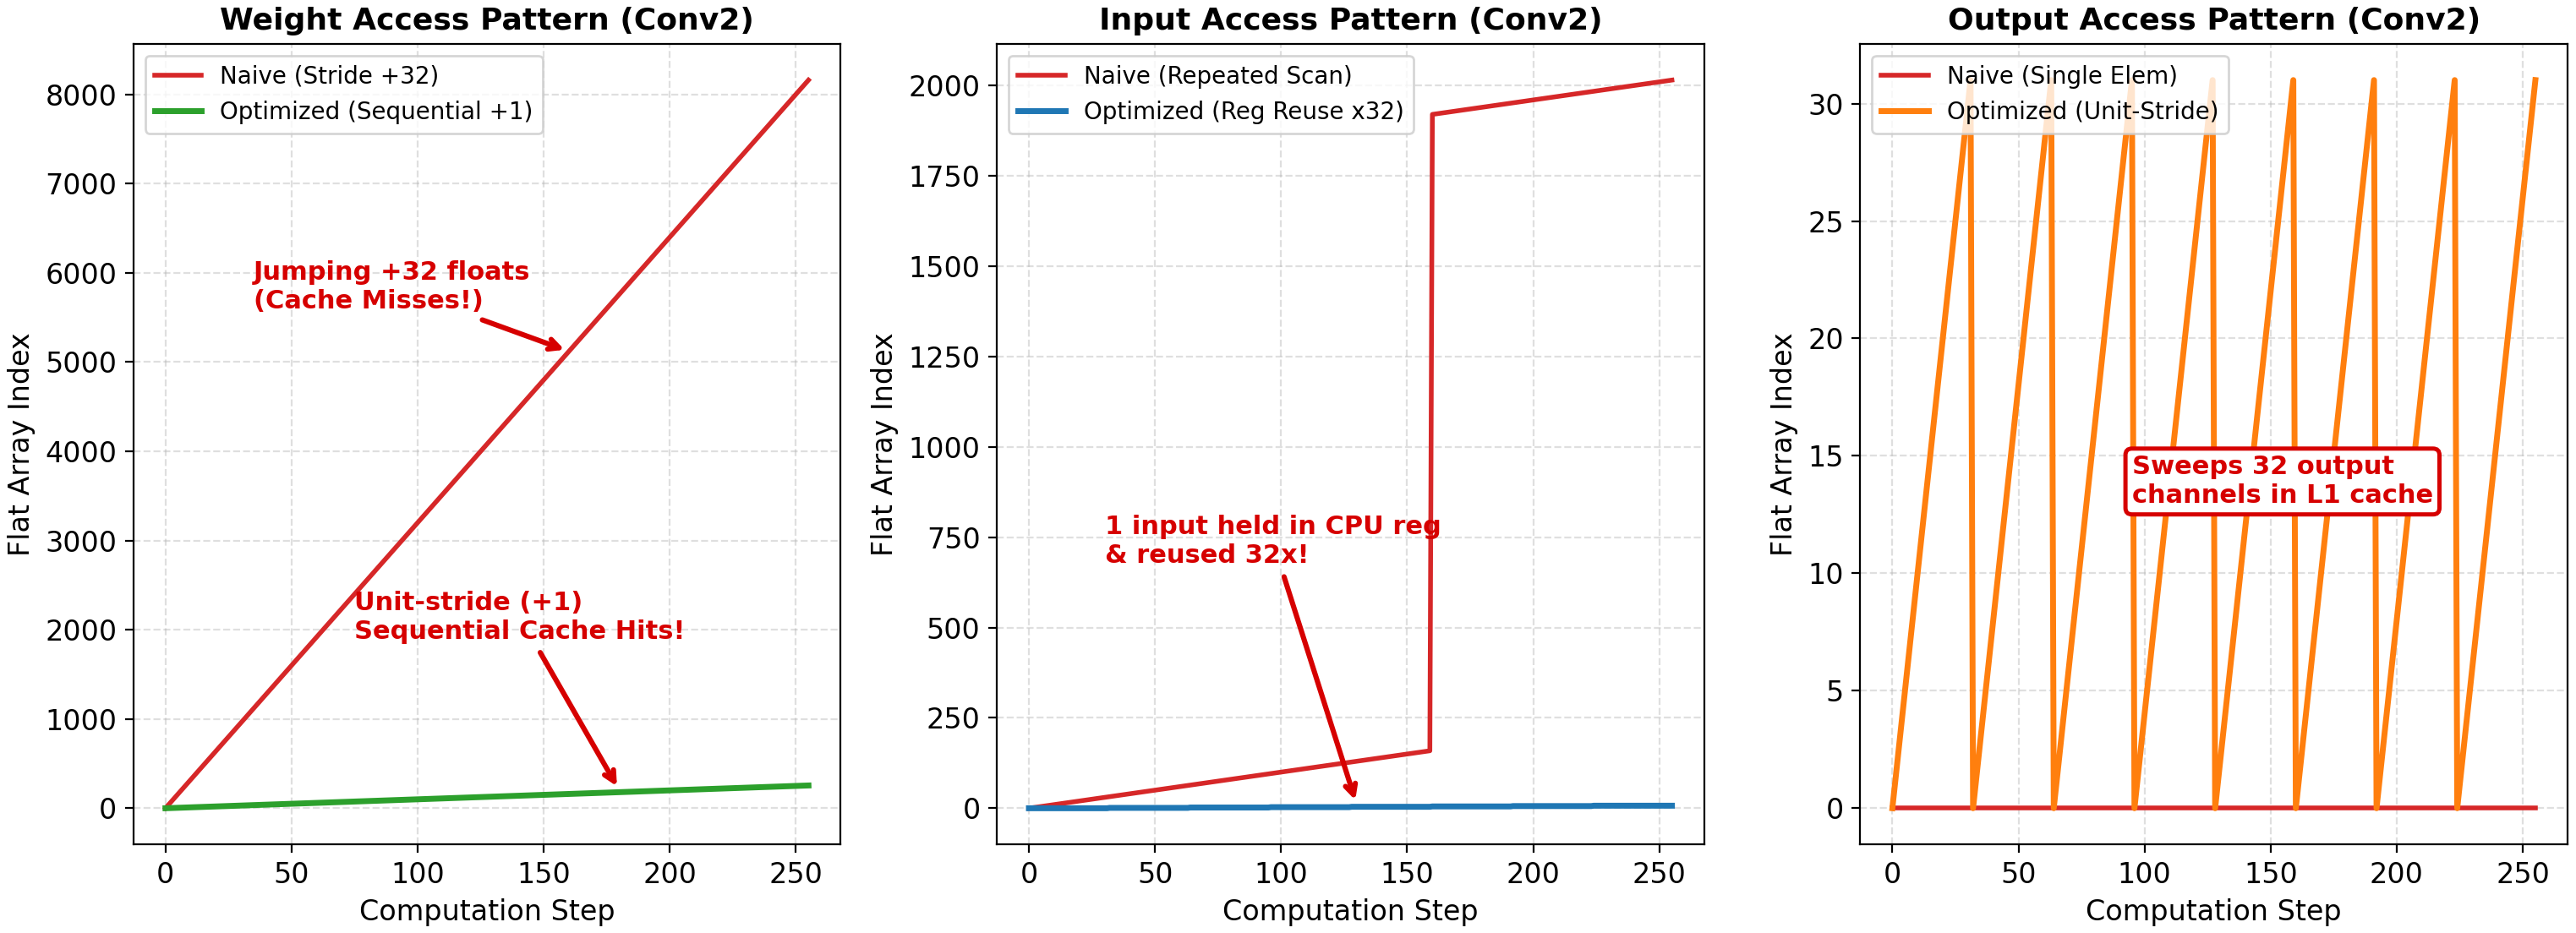 Weight Access Pattern (Conv2)
Naive (Stride +32)
Optimized (Sequential +1)
Jumping +32 floats
(Cache Misses!)
Unit-stride (+1)
Sequential Cache Hits!
Flat Array Index
8000
7000
6000
5000
4000
3000
2000
1000
0
0 50 100 150 200 250
Computation Step
Input Access Pattern (Conv2)
Naive (Repeated Scan)
Optimized (Reg Reuse x32)
1 input held in CPU reg
& reused 32x!
Flat Array Index
2000
1750
1500
1250
1000
750
500
250
0
0 50 100 150 200 250
Computation Step
Output Access Pattern (Conv2)
Naive (Single Elem)
Optimized (Unit-Stride)
Sweeps 32 output
channels in L1 cache
Flat Array Index
30
25
20
15
10
5
0
0 50 100 150 200 250
Computation Step